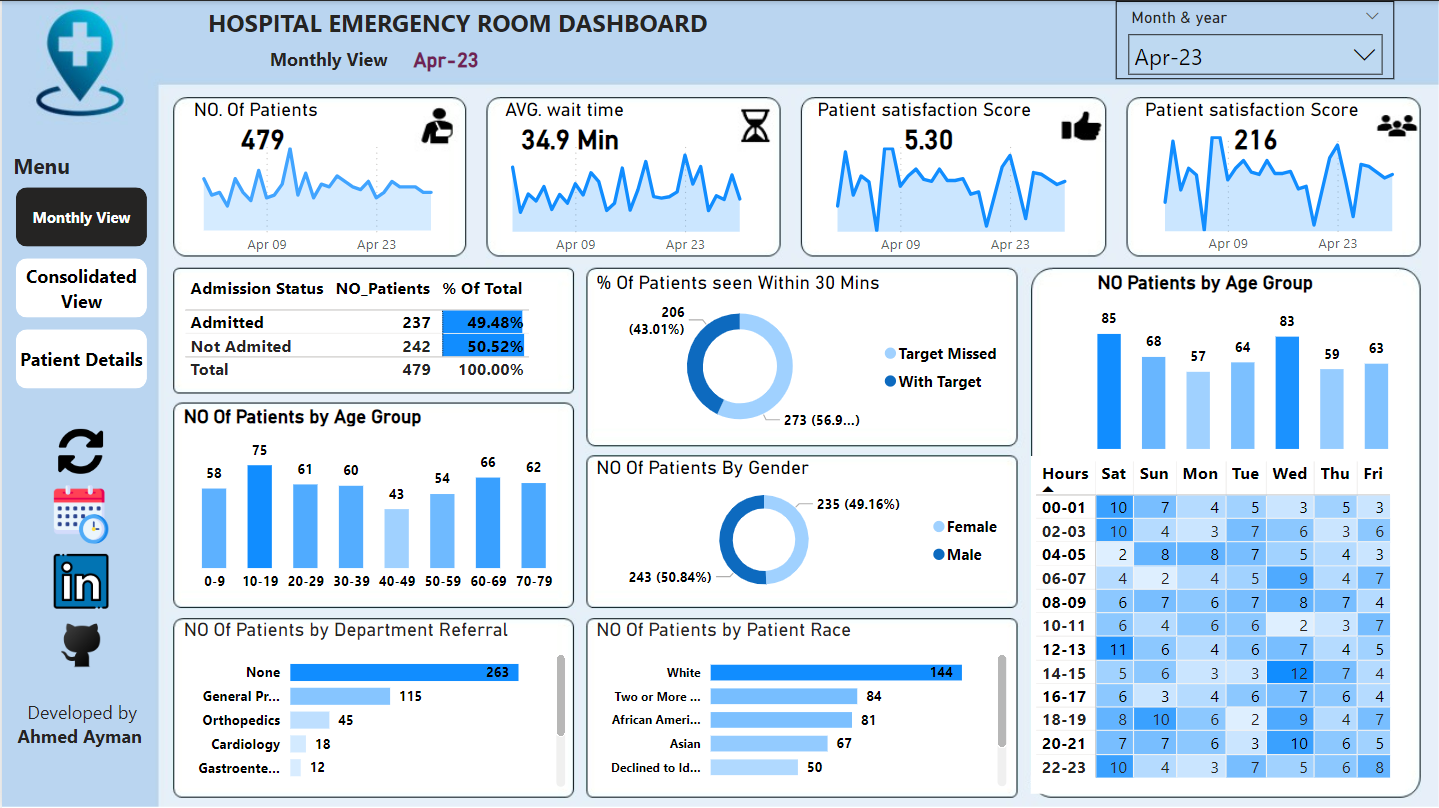 HOSPITAL EMERGENCY ROOM DASHBOARD
Monthly View Apr-23
Month & year
Apr-23
Menu
Monthly View
Consolidated
View
Patient Details
in
Developed by
Ahmed Ayman
NO. Of Patients
479
Apr 09 Apr 23
AVG. wait time
34.9 Min
Apr 09 Apr 23
Patient satisfaction Score
5.30
Apr 09 Apr 23
Patient satisfaction Score
216
Apr 09 Apr 23
Admission Status NO_Patients % Of Total
Admitted 237 49.48%
Not Admited 242 50.52%
Total 479 100.00%
NO Of Patients by Age Group
58 75 61 60 43 54 66 62
0-9 10-19 20-29 30-39 40-49 50-59 60-69 70-79
NO Of Patients by Department Referral
None 263
General Pr... 115
Orthopedics 45
Cardiology 18
Gastroente... 12
% Of Patients seen Within 30 Mins
206
(43.01%)
273 (56.9...)
Target Missed
With Target
NO Of Patients By Gender
235 (49.16%)
243 (50.84%)
Female
Male
NO Of Patients by Patient Race
White 144
Two or More ... 84
African Ameri... 81
Asian 67
Declined to Id... 50
NO Patients by Age Group
85 68 57 64 83 59 63
Hours Sat Sun Mon Tue Wed Thu Fri
00-01 10 7 4 5 3 5 3
02-03 10 4 3 7 6 3 6
04-05 2 8 8 7 5 4 3
06-07 4 2 4 5 9 4 7
08-09 6 7 6 7 8 7 4
10-11 6 4 6 6 2 3 7
12-13 11 6 4 6 7 4 5
14-15 5 6 3 3 12 7 4
16-17 6 3 4 6 7 6 4
18-19 8 10 6 2 9 4 7
20-21 7 7 6 3 10 6 5
22-23 10 4 3 7 5 6 8